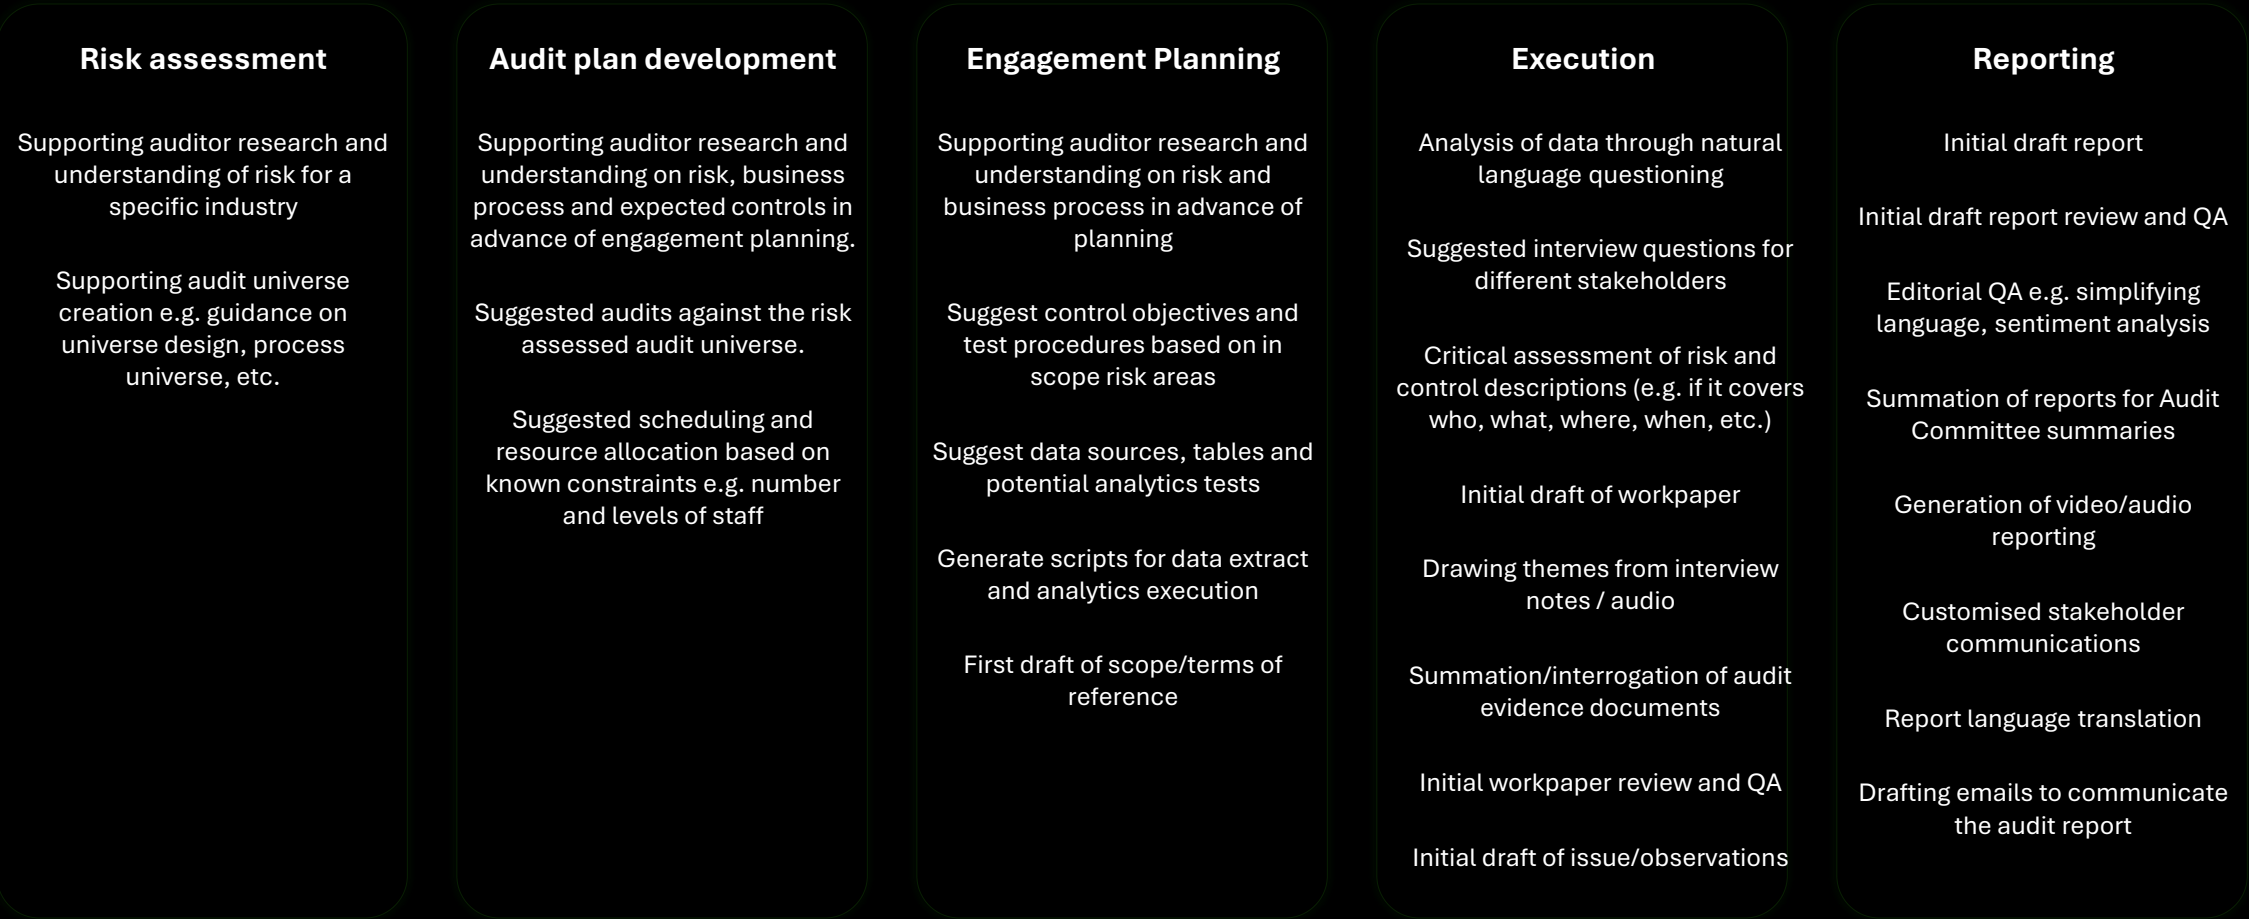 Risk assessment
Supporting auditor research and
understanding of risk for a
specific industry
Supporting audit universe
creation e.g. guidance on
universe design, process
universe, etc.
Audit plan development
Supporting auditor research and
understanding on risk, business
process and expected controls in
advance of engagement planning.
Suggested audits against the risk
assessed audit universe.
Suggested scheduling and
resource allocation based on
known constraints e.g. number
and levels of staff
Engagement Planning
Supporting auditor research and
understanding on risk and
business process in advance of
planning
Suggest control objectives and
test procedures based on in
scope risk areas
Suggest data sources, tables and
potential analytics tests
Generate scripts for data extract
and analytics execution
First draft of scope/terms of
reference
Execution
Analysis of data through natural
language questioning
Suggested interview questions for
different stakeholders
Critical assessment of risk and
control descriptions (e.g. if it covers
who, what, where, when, etc.)
Initial draft of workpaper
Drawing themes from interview
notes / audio
Summation/interrogation of audit
evidence documents
Initial workpaper review and QA
Initial draft of issue/observations
Reporting
Initial draft report
Initial draft report review and QA
Editorial QA e.g. simplifying
language, sentiment analysis
Summation of reports for Audit
Committee summaries
Generation of video/audio
reporting
Customised stakeholder
communications
Report language translation
Drafting emails to communicate
the audit report